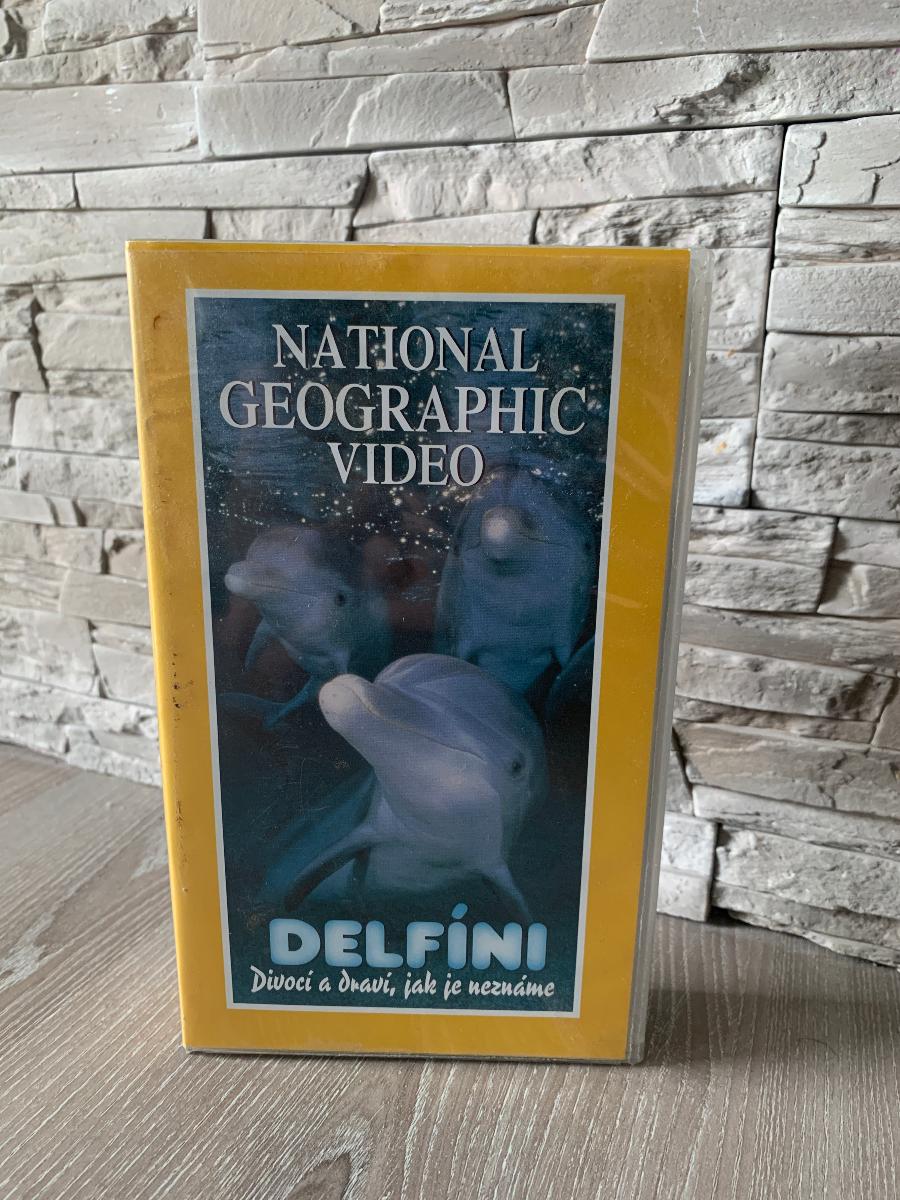 NATIONAL
GEOGRAPHIC
VIDEO
DELFÍNI
Divocí a draví, jak je neznáme